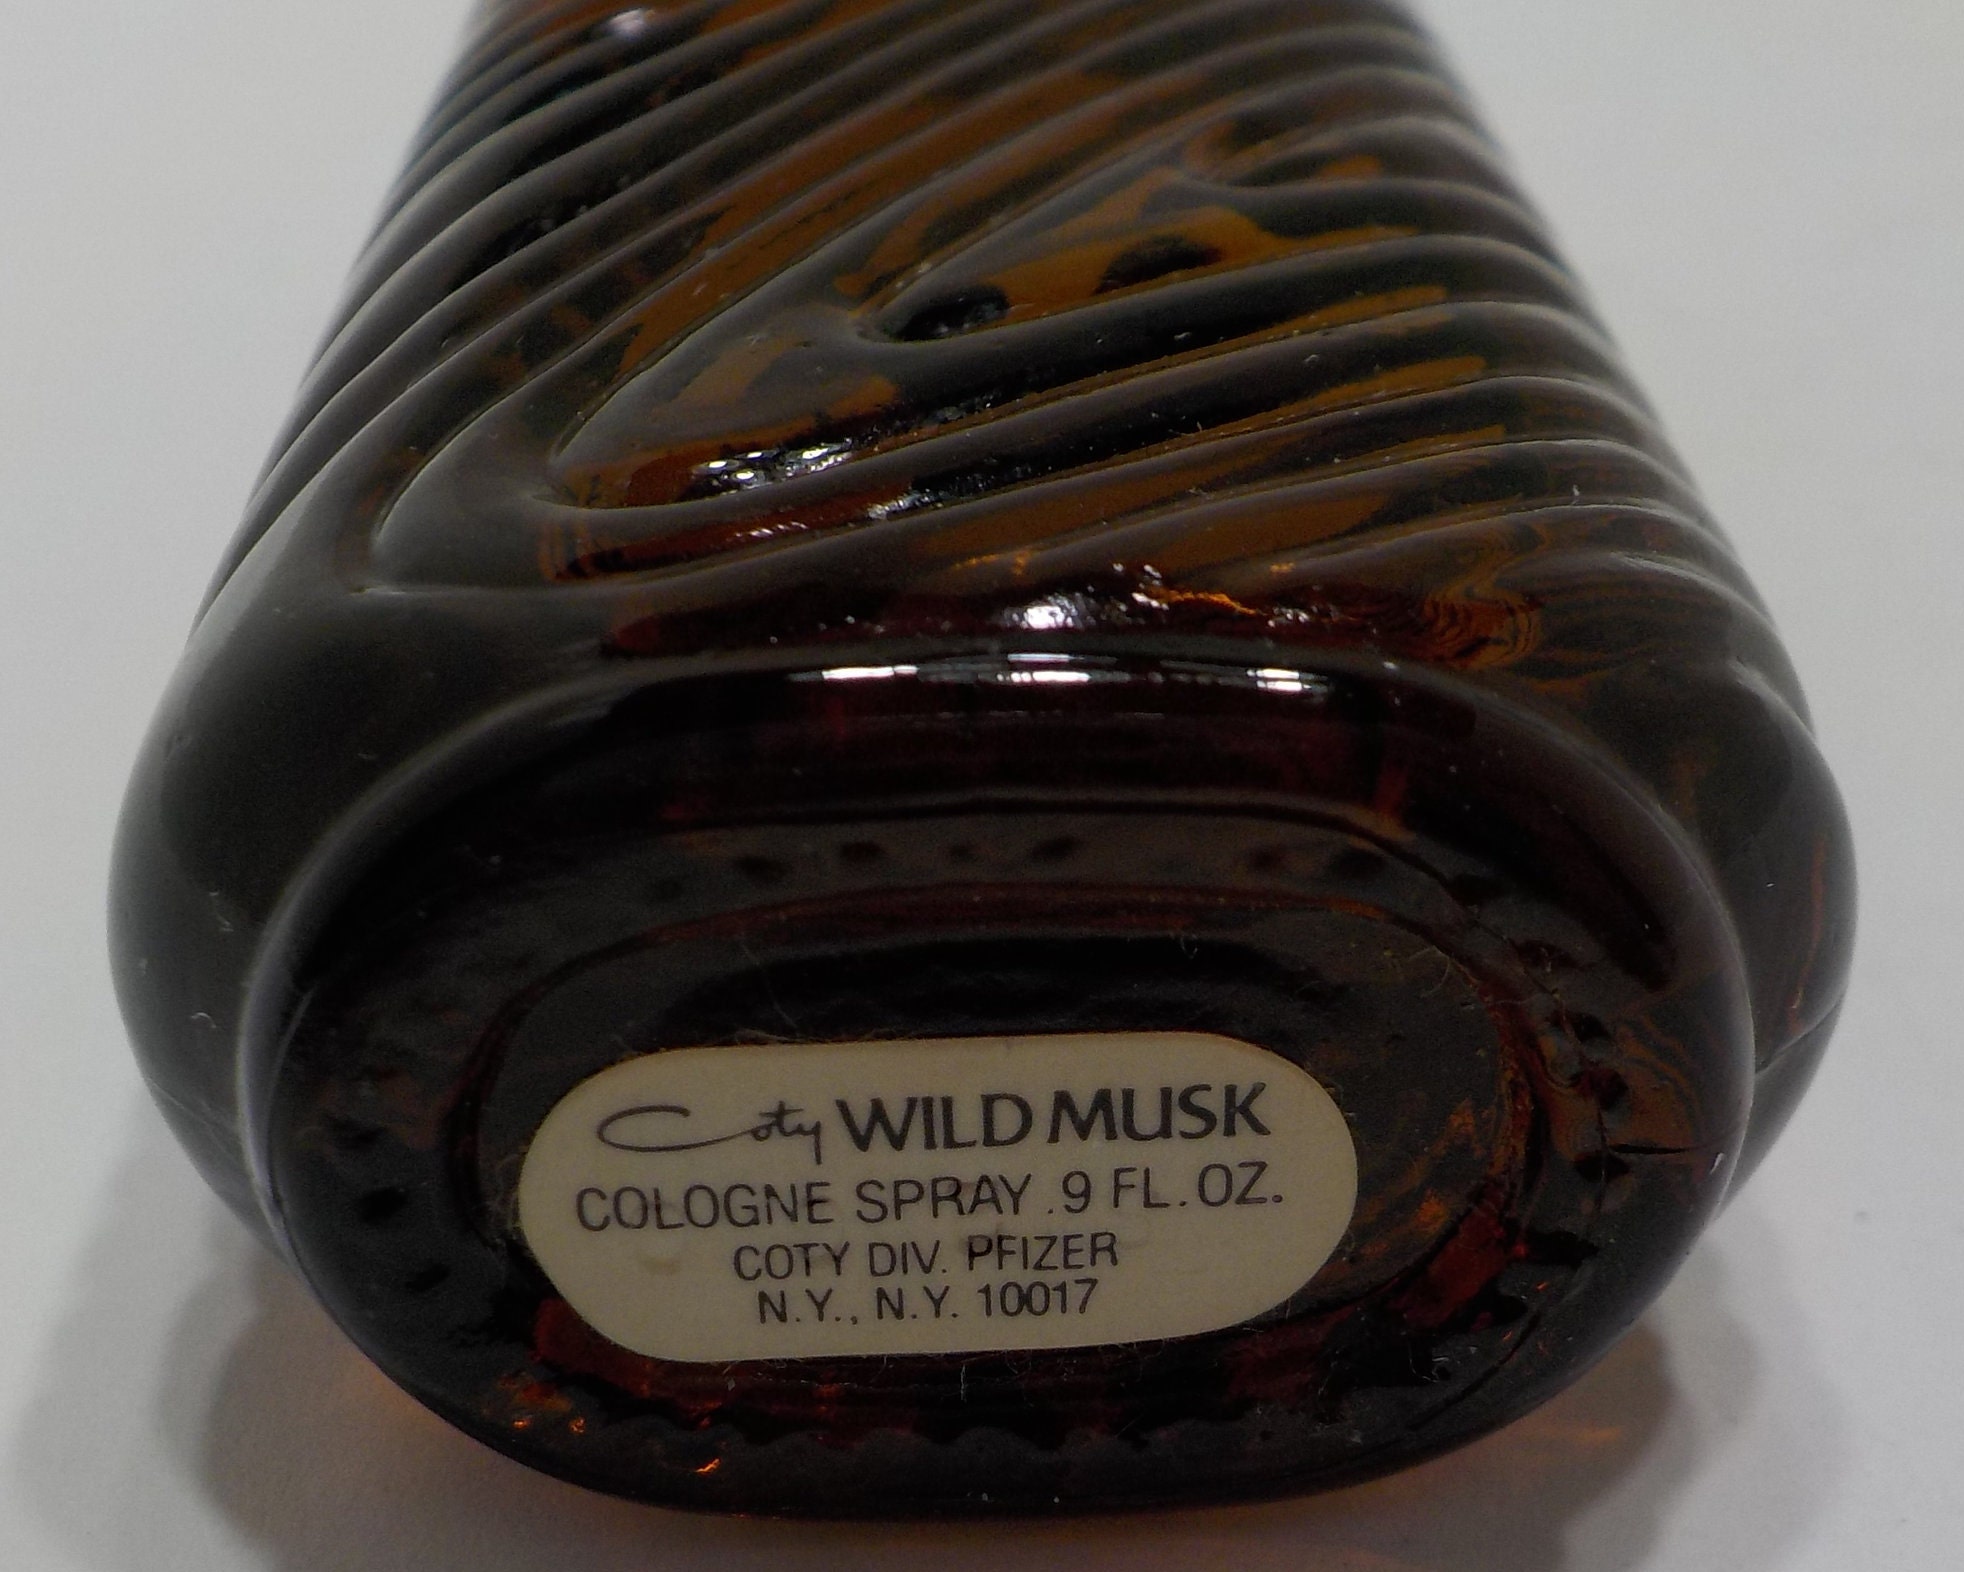 Coty WILD MUSK
COLOGNE SPRAY .9 FL. OZ.
COTY DIV. PFIZER
N.Y., N.Y. 10017